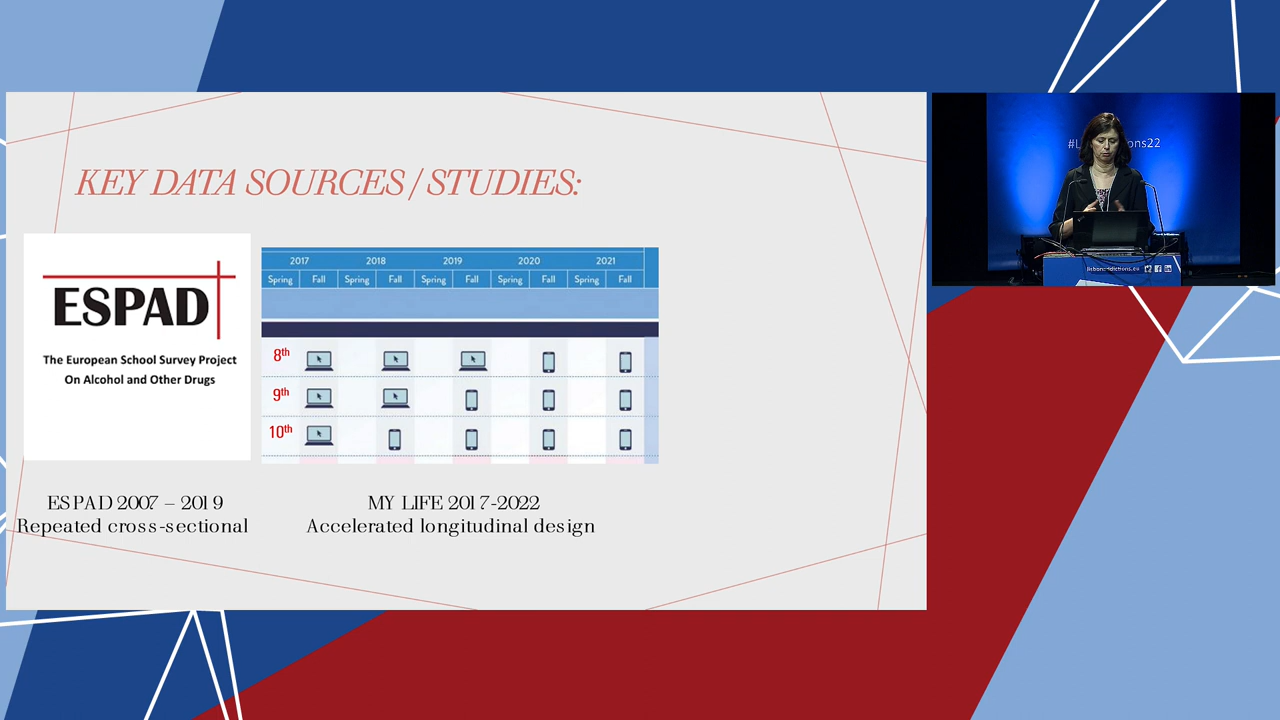 KEY DATA SOURCES / STUDIES:
ESPAD
The European School Survey Project
On Alcohol and Other Drugs
ESPAD 2007 – 2019
Repeated cross-sectional
2017 2018 2019 2020 2021
Spring Fall Spring Fall Spring Fall Spring Fall Spring Fall
8th
9th
10th
MY LIFE 2017-2022
Accelerated longitudinal design
lisbonaddictions.eu